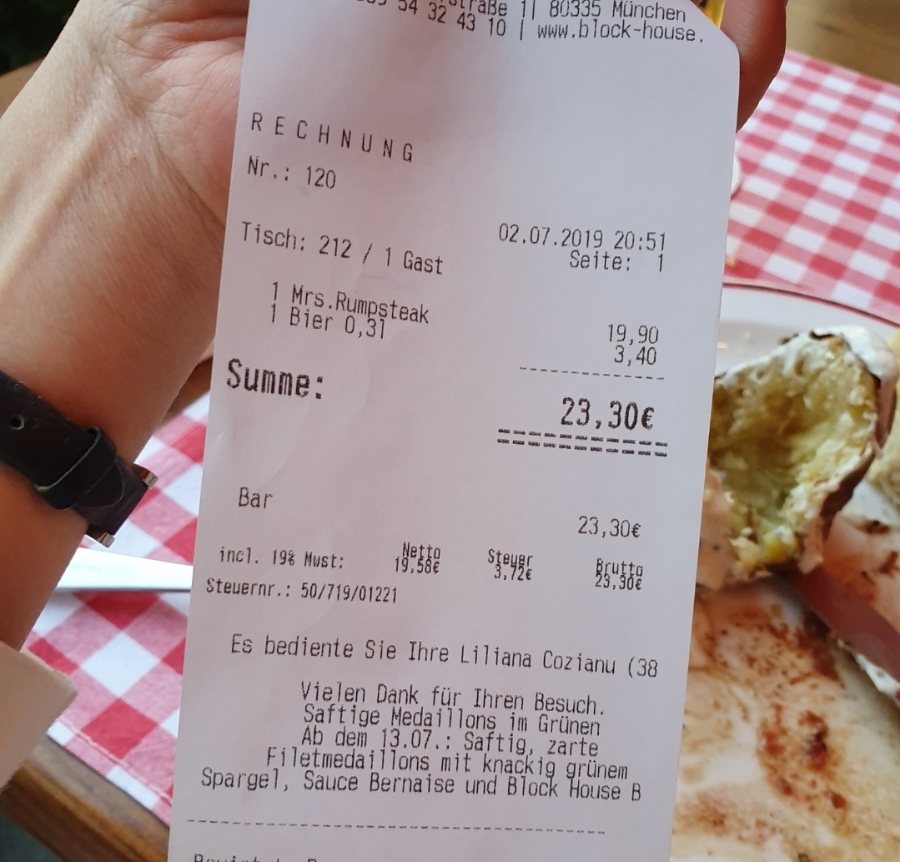 straße 11 80335 München
54 32 43 10 | www.block-house.
RECHNUNG
Nr.: 120
02.07.2019 20:51
Tisch: 212 / 1 Gast Seite: 1
1 Mrs.Rumpsteak 19,90
1 Bier 0,3l 3,40
Summe: 23,30€
Bar 23,30€
Netto Steuer Brutto
incl. 19% Mwst: 19,58€ 3,72€ 23,30€
Steuernr.: 50/719/01221
Es bediente Sie Ihre Liliana Cozianu (38
Vielen Dank für Ihren Besuch.
Saftige Medaillons im Grünen
Ab dem 13.07.: Saftig, zarte
Filetmedaillons mit knackig grünem
Spargel, Sauce Bernaise und Block House B